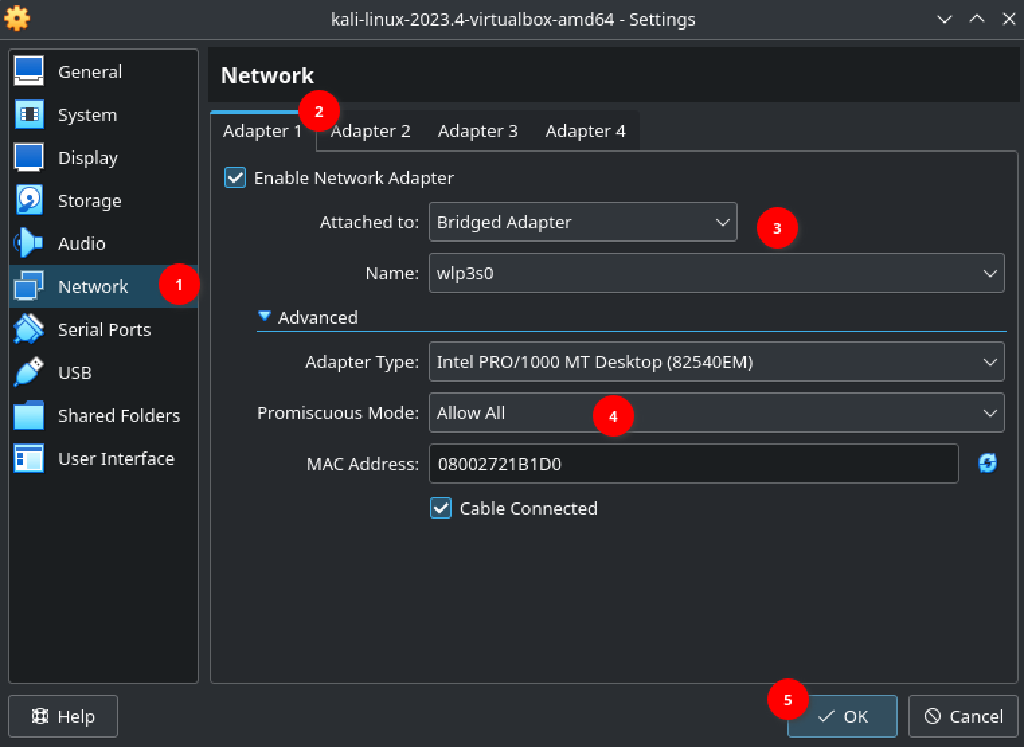 kali-linux-2023.4-virtualbox-amd64 - Settings
General
System
Display
Storage
Audio
Network 1
Serial Ports
USB
Shared Folders
User Interface
Network
2
Adapter 1 Adapter 2 Adapter 3 Adapter 4
Enable Network Adapter
Attached to: Bridged Adapter 3
Name: wlp3s0
Advanced
Adapter Type: Intel PRO/1000 MT Desktop (82540EM)
Promiscuous Mode: Allow All 4
MAC Address: 08002721B1D0
Cable Connected
5
Help OK Cancel